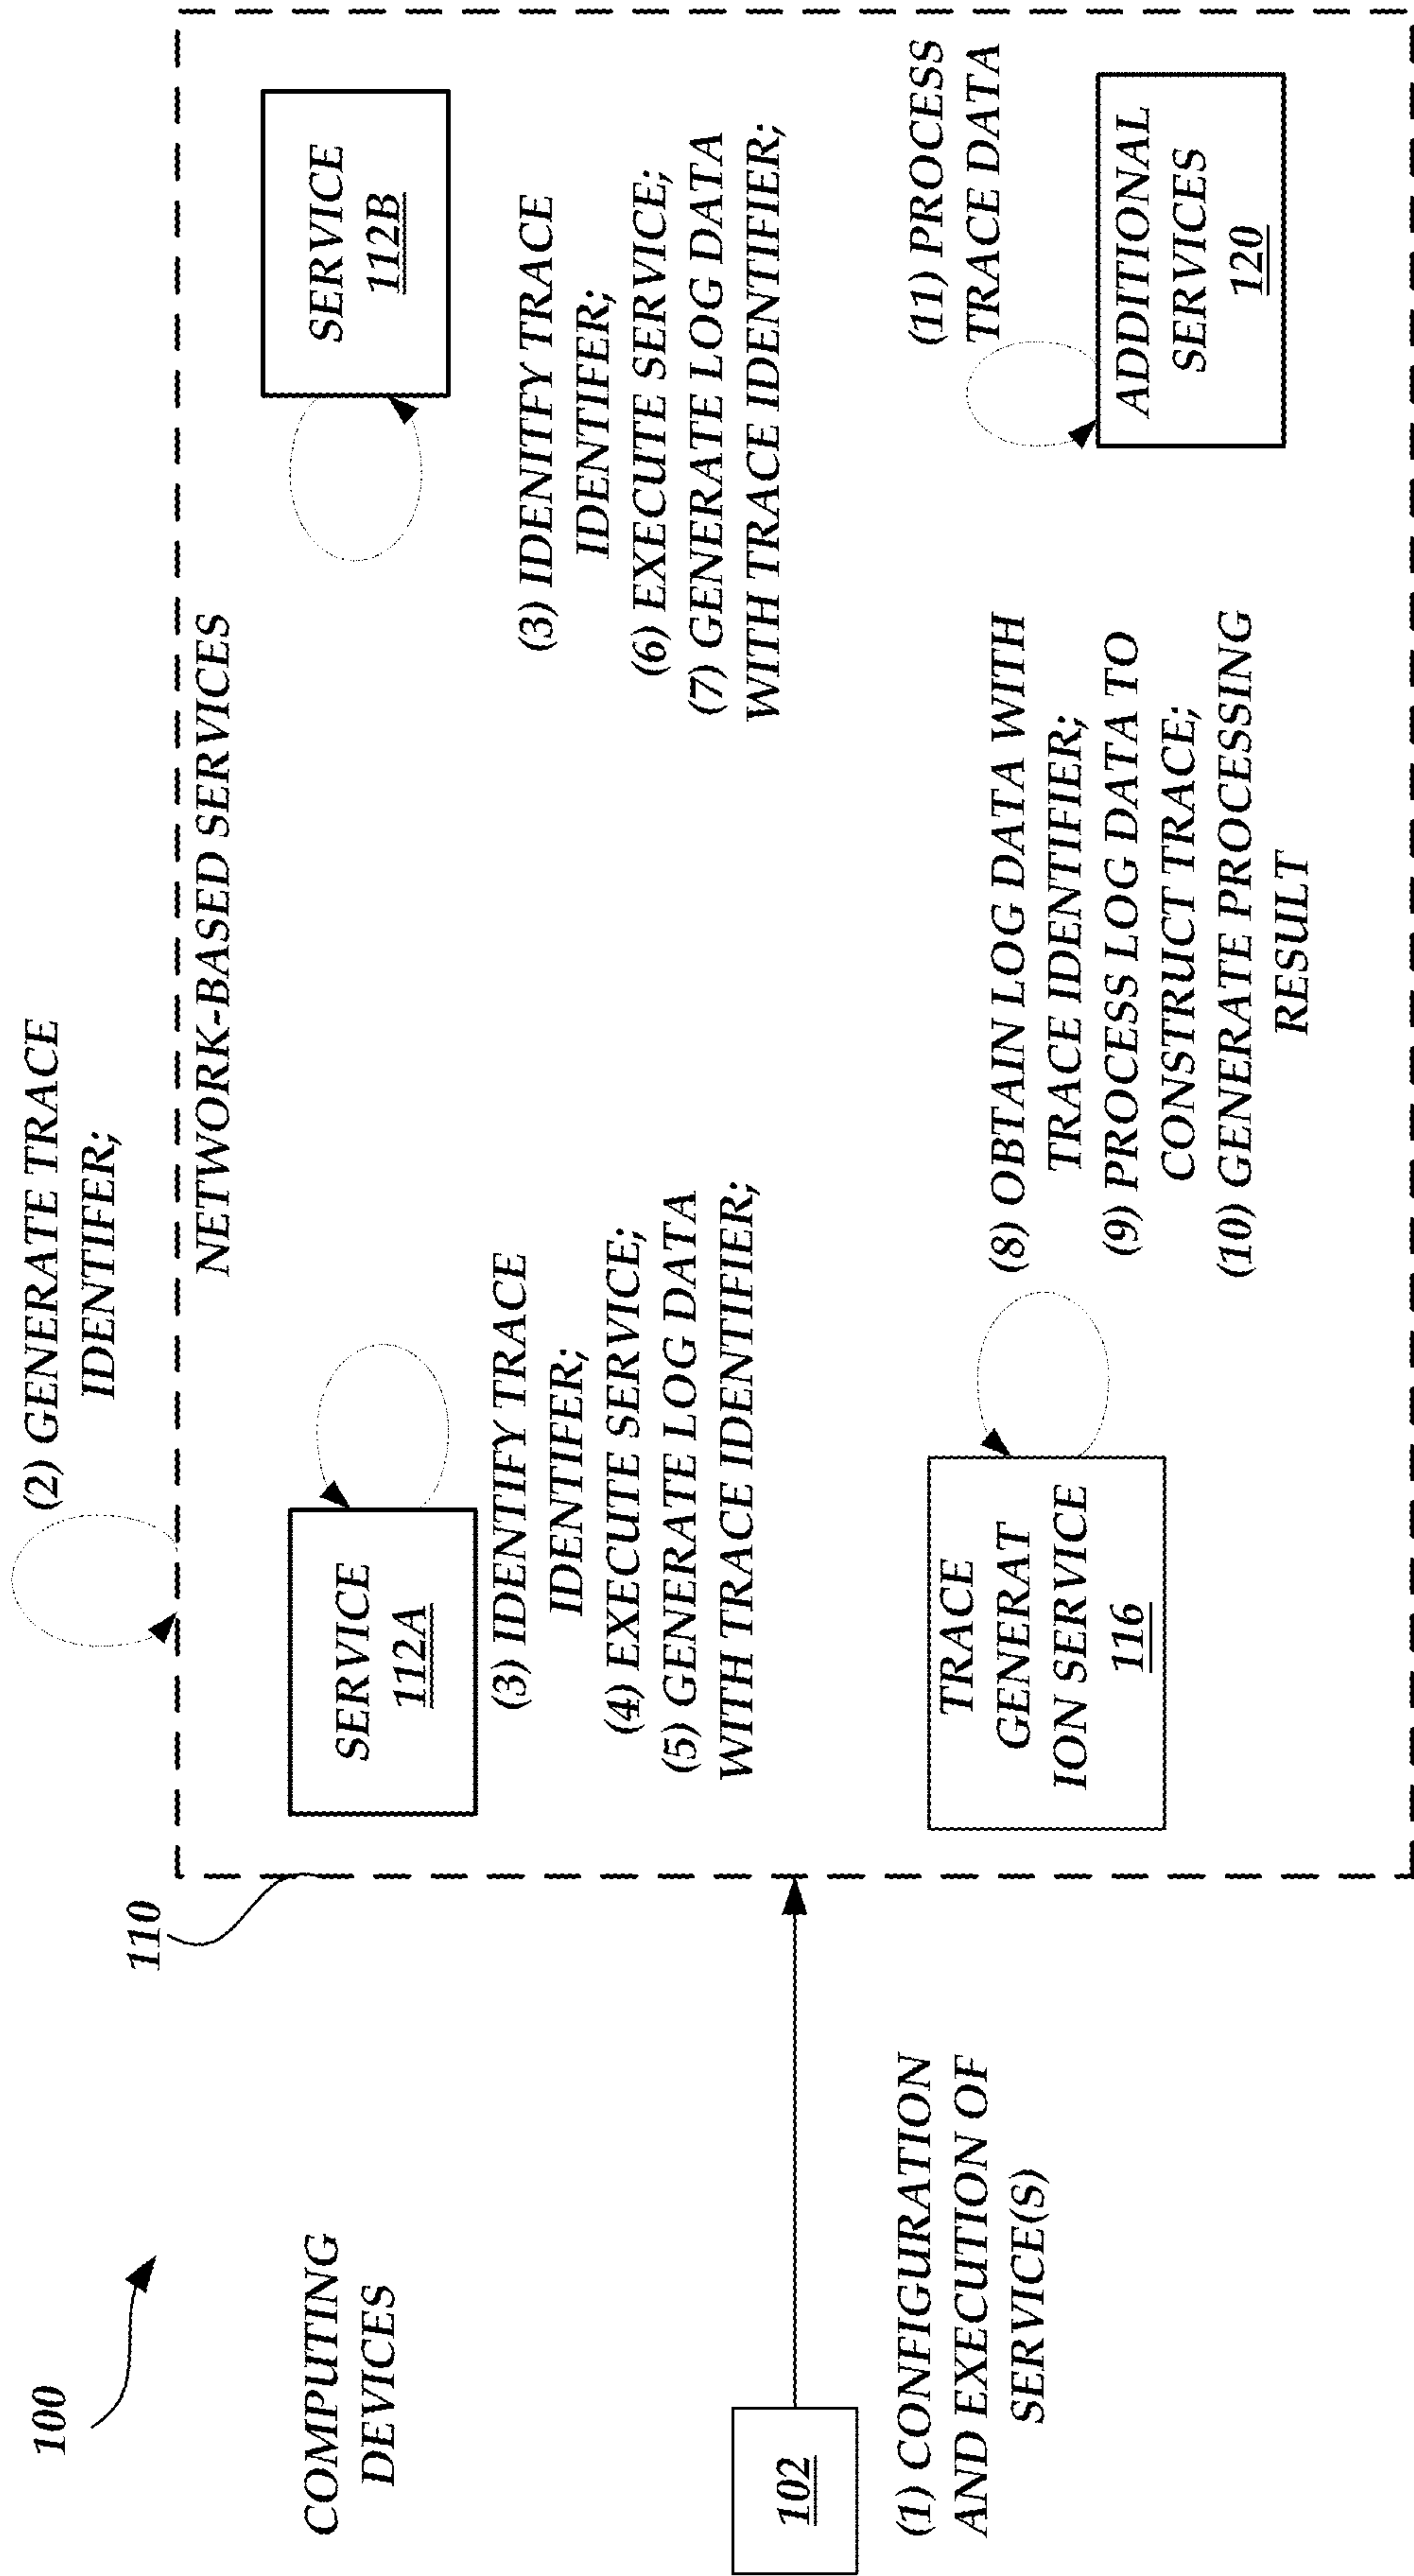 100
COMPUTING
DEVICES
102
(1) CONFIGURATION
AND EXECUTION OF
SERVICE(S)
110
(2) GENERATE TRACE
IDENTIFER;
NETWORK-BASED SERVICES
SERVICE
112A
(3) IDENTIFY TRACE
IDENTIFER;
(4) EXECUTE SERVICE;
(5) GENERATE LOG DATA
WITH TRACE IDENTIFIER;
SERVICE
112B
(3) IDENTIFY TRACE
IDENTIFER;
(6) EXECUTE SERVICE;
(7) GENERATE LOG DATA
WITH TRACE IDENTIFIER;
TRACE
GENERAT
ION SERVICE
116
(8) OBTAIN LOG DATA WITH
TRACE IDENTIFIER;
(9) PROCESS LOG DATA TO
CONSTRUCT TRACE;
(10) GENERATE PROCESSING
RESULT
(11) PROCESS
TRACE DATA
ADDITIONAL
SERVICES
120